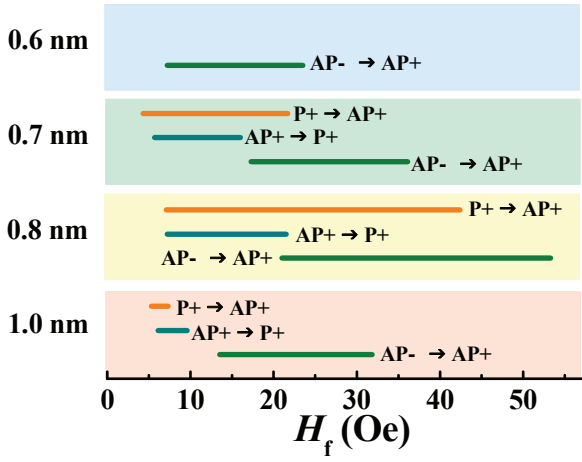 0.6 nm
AP- → AP+
0.7 nm
P+ → AP+
AP+ → P+
AP- → AP+
0.8 nm
P+ → AP+
AP+ → P+
AP- → AP+
1.0 nm
P+ → AP+
AP+ → P+
AP- → AP+
0 10 20 30 40 50
H_f (Oe)